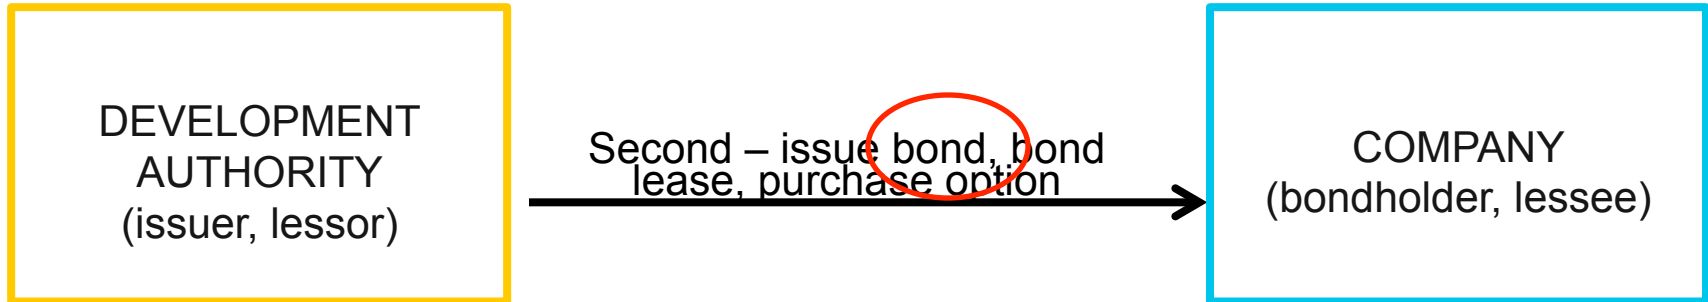 DEVELOPMENT
AUTHORITY
(issuer, lessor)
Second – issue bond, bond
lease, purchase option
COMPANY
(bondholder, lessee)